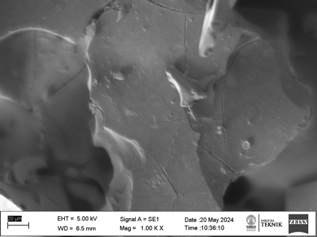 EHT = 5.00 kV Signal A = SE1 Date :20 May 2024
WD = 6.5 mm Mag = 1.00 K X Time :10:36:10
TEKNIK
ZEISS